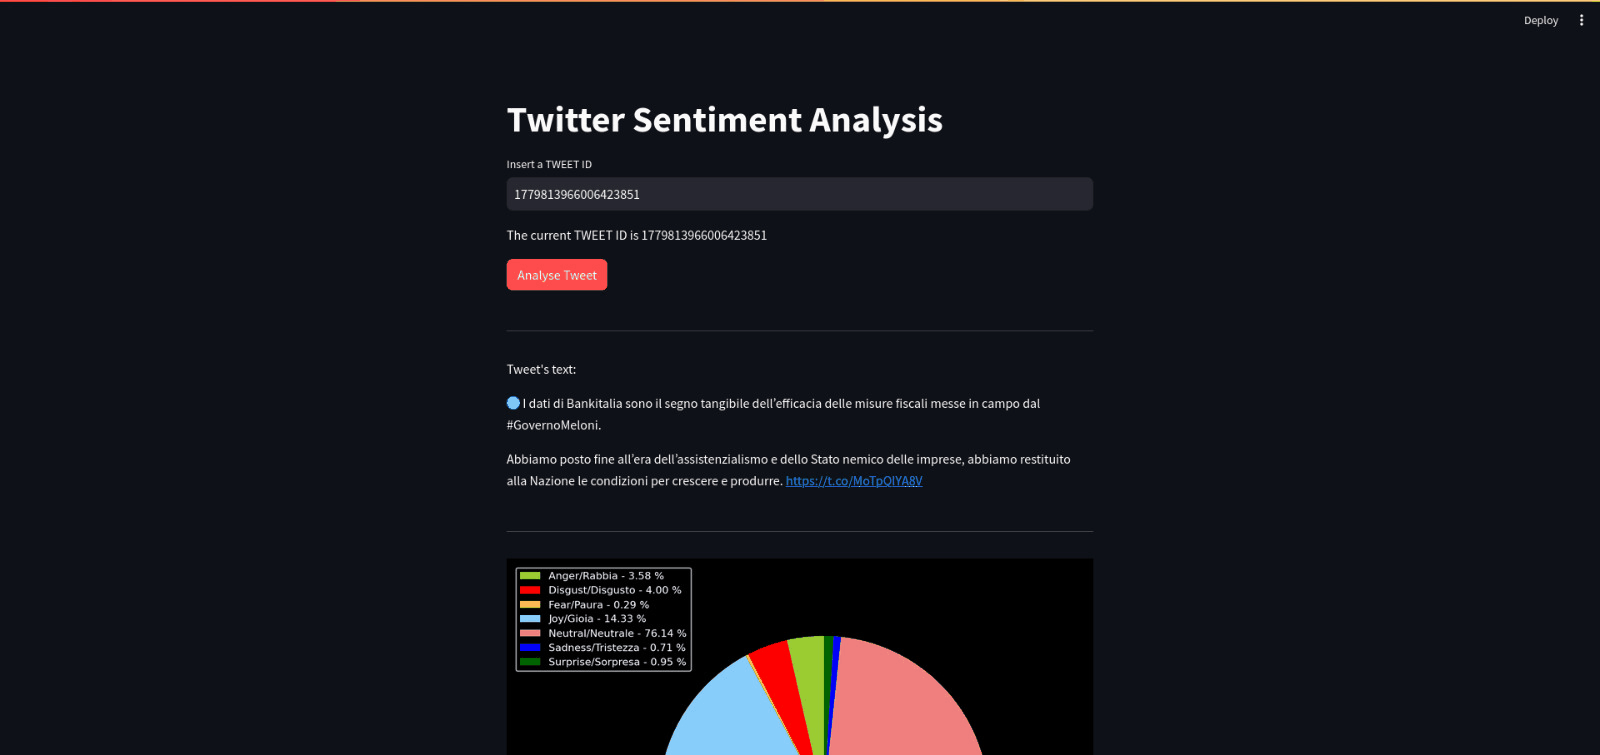 Deploy
Twitter Sentiment Analysis
Insert a TWEET ID
1779813966006423851
The current TWEET ID is 1779813966006423851
Analyse Tweet
Tweet's text:
I dati di Bankitalia sono il segno tangibile dell'efficacia delle misure fiscali messe in campo dal
#GovernoMeloni.
Abbiamo posto fine all'era dell'assistenzialismo e dello Stato nemico delle imprese, abbiamo restituito
alla Nazione le condizioni per crescere e produrre. https://t.co/MoTpQIYA8V
Anger/Rabbia - 3.58 %
Disgust/Disgusto - 4.00 %
Fear/Paura - 0.29 %
Joy/Gioia - 14.33 %
Neutral/Neutrale - 76.14 %
Sadness/Tristezza - 0.71 %
Surprise/Sorpresa - 0.95 %